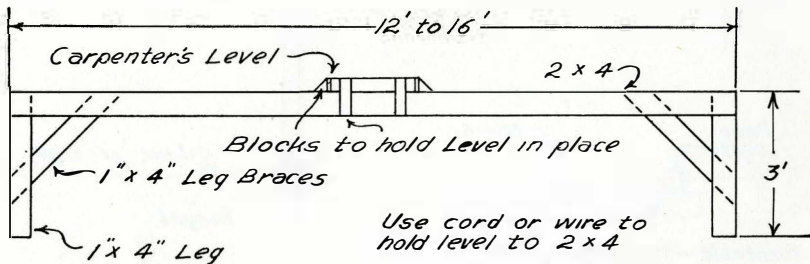 12' to 16'
Carpenter's Level
2 x 4
Blocks to hold Level in place
1"x 4" Leg Braces
3'
Use cord or wire to
hold level to 2 x 4
1"x 4" Leg